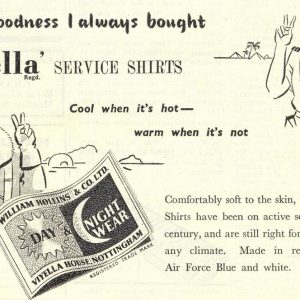 oodness I always bought
ella'
Regd.
SERVICE SHIRTS
Cool when it's hot—
warm when it's not
WILLIAM HOLLINS & CO. LTD.
DAY &
NIGHT
WEAR
VIYELLA HOUSE, NOTTINGHAM
REGISTERED TRADE MARK
Comfortably soft to the skin,
Shirts have been on active se
century, and are still right for
any climate. Made in re
Air Force Blue and white.